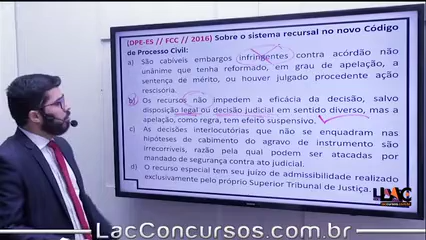 (DPE-ES // FCC // 2016) Sobre o sistema recursal no novo Código
de Processo Civil:
a) São cabíveis embargos infringentes contra acórdão não
unânime que tenha reformado, em grau de apelação, a
sentença de mérito, ou houver julgado procedente ação
rescisória.
b) Os recursos não impedem a eficácia da decisão, salvo
disposição legal ou decisão judicial em sentido diverso, mas a
apelação, como regra, tem efeito suspensivo.
c) As decisões interlocutórias que não se enquadram nas
hipóteses de cabimento do agravo de instrumento são
irrecorríveis, razão pela qual podem ser atacadas por
mandado de segurança contra ato judicial.
d) O recurso especial tem seu juízo de admissibilidade realizado
exclusivamente pelo próprio Superior Tribunal de Justiça.
LAC
LacConcursos.com.br